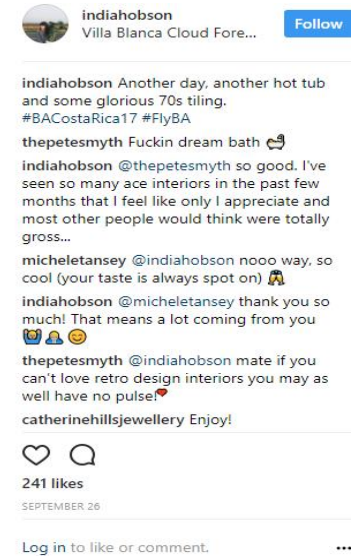 indiahobson
Villa Blanca Cloud Fore...
Follow
indiahobson Another day, another hot tub
and some glorious 70s tiling.
#BACostaRica17 #FlyBA
thepetesmyth Fuckin dream bath 🛀
indiahobson @thepetesmyth so good. I've
seen so many ace interiors in the past few
months that I feel like only I appreciate and
most other people would think were totally
gross...
micheletansey @indiahobson nooo way, so
cool (your taste is always spot on) 👯
indiahobson @micheletansey thank you so
much! That means a lot coming from you
🙆🙏😊
thepetesmyth @indiahobson mate if you
can't love retro design interiors you may as
well have no pulse!❣
catherinehillsjewellery Enjoy!
241 likes
SEPTEMBER 26
Log in to like or comment.
...